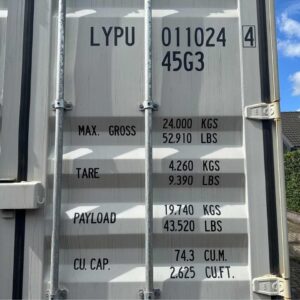 LYPU 011024 4
45G3
MAX. GROSS 24.000 KGS
52.910 LBS
TARE 4.260 KGS
9.390 LBS
PAYLOAD 19.740 KGS
43.520 LBS
CU. CAP. 74.3 CU.M.
2.625 CU.FT.